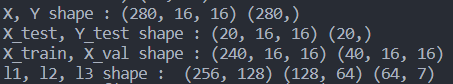 X, Y shape : (280, 16, 16) (280,)
X_test, Y_test shape : (20, 16, 16) (20,)
X_train, X_val shape : (240, 16, 16) (40, 16, 16)
l1, l2, l3 shape :  (256, 128) (128, 64) (64, 7)